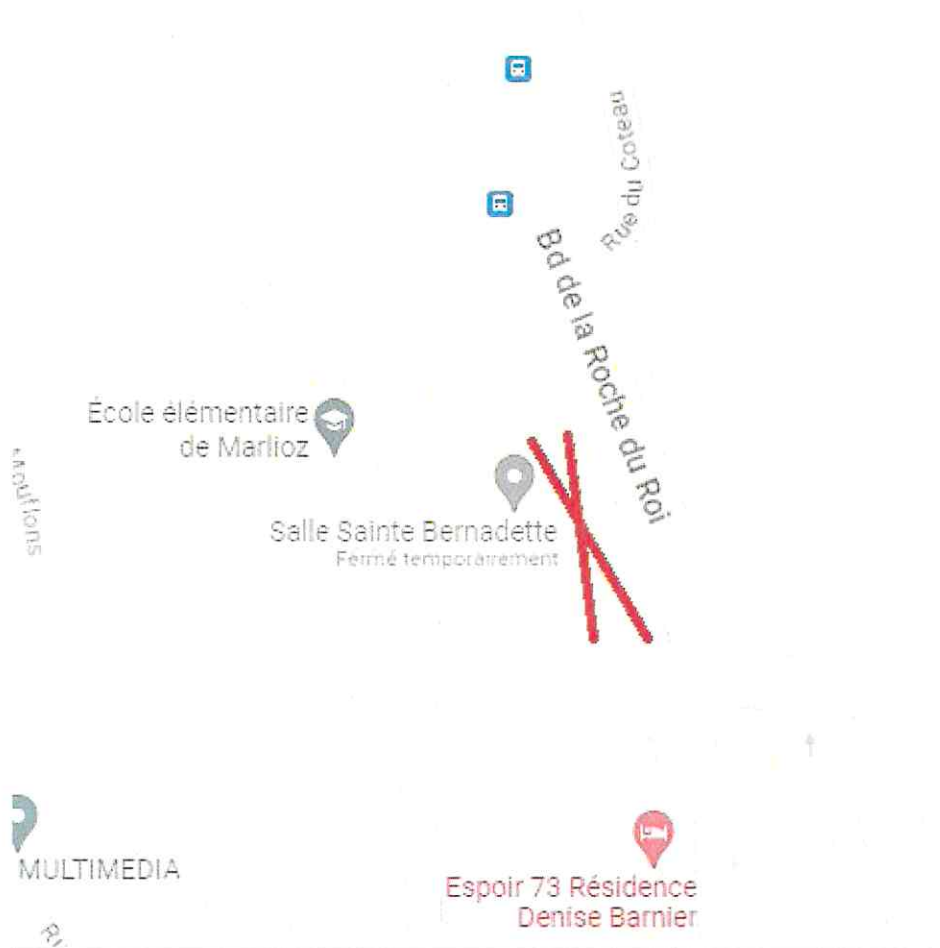 Rue du Coteau
Bd de la Roche du Roi
École élémentaire
de Marlioz
Mouflons
Salle Sainte Bernadette
Fermé temporairement
MULTIMEDIA
Espoir 73 Résidence
Denise Barnier